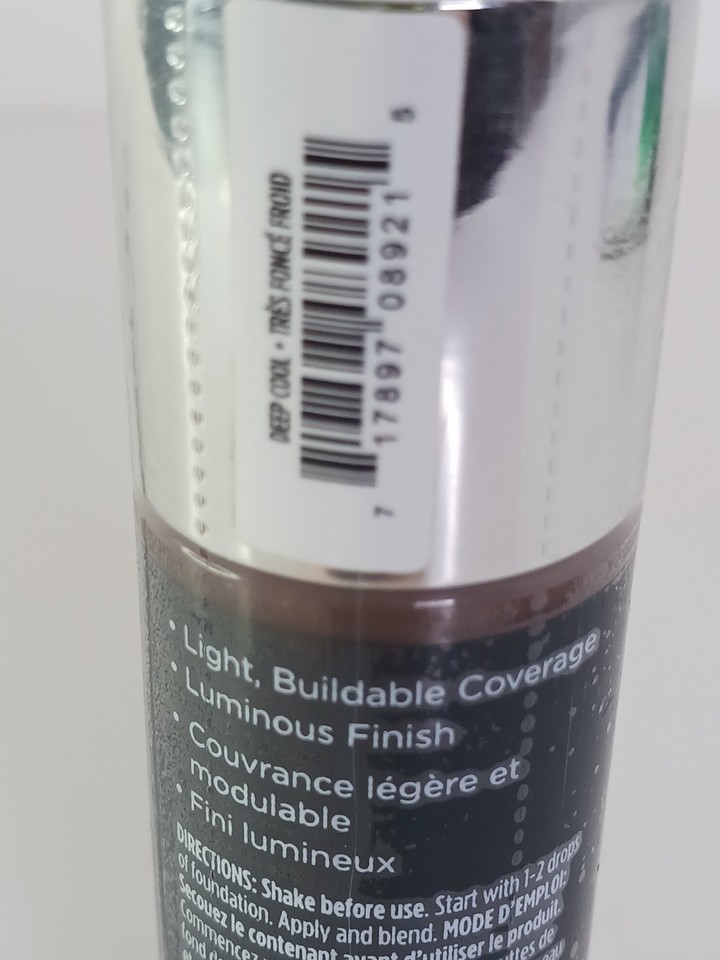 DEEP COOL • TRÈS FONCÉ FROID
7 17897 08921 5
• Light, Buildable Coverage
• Luminous Finish
• Couvrance légère et
modulable
• Fini lumineux
DIRECTIONS: Shake before use. Start with 1-2 drops
of foundation. Apply and blend. MODE D'EMPLOI:
Secouez le contenant avant d'utiliser le produit.
Commencez
fond